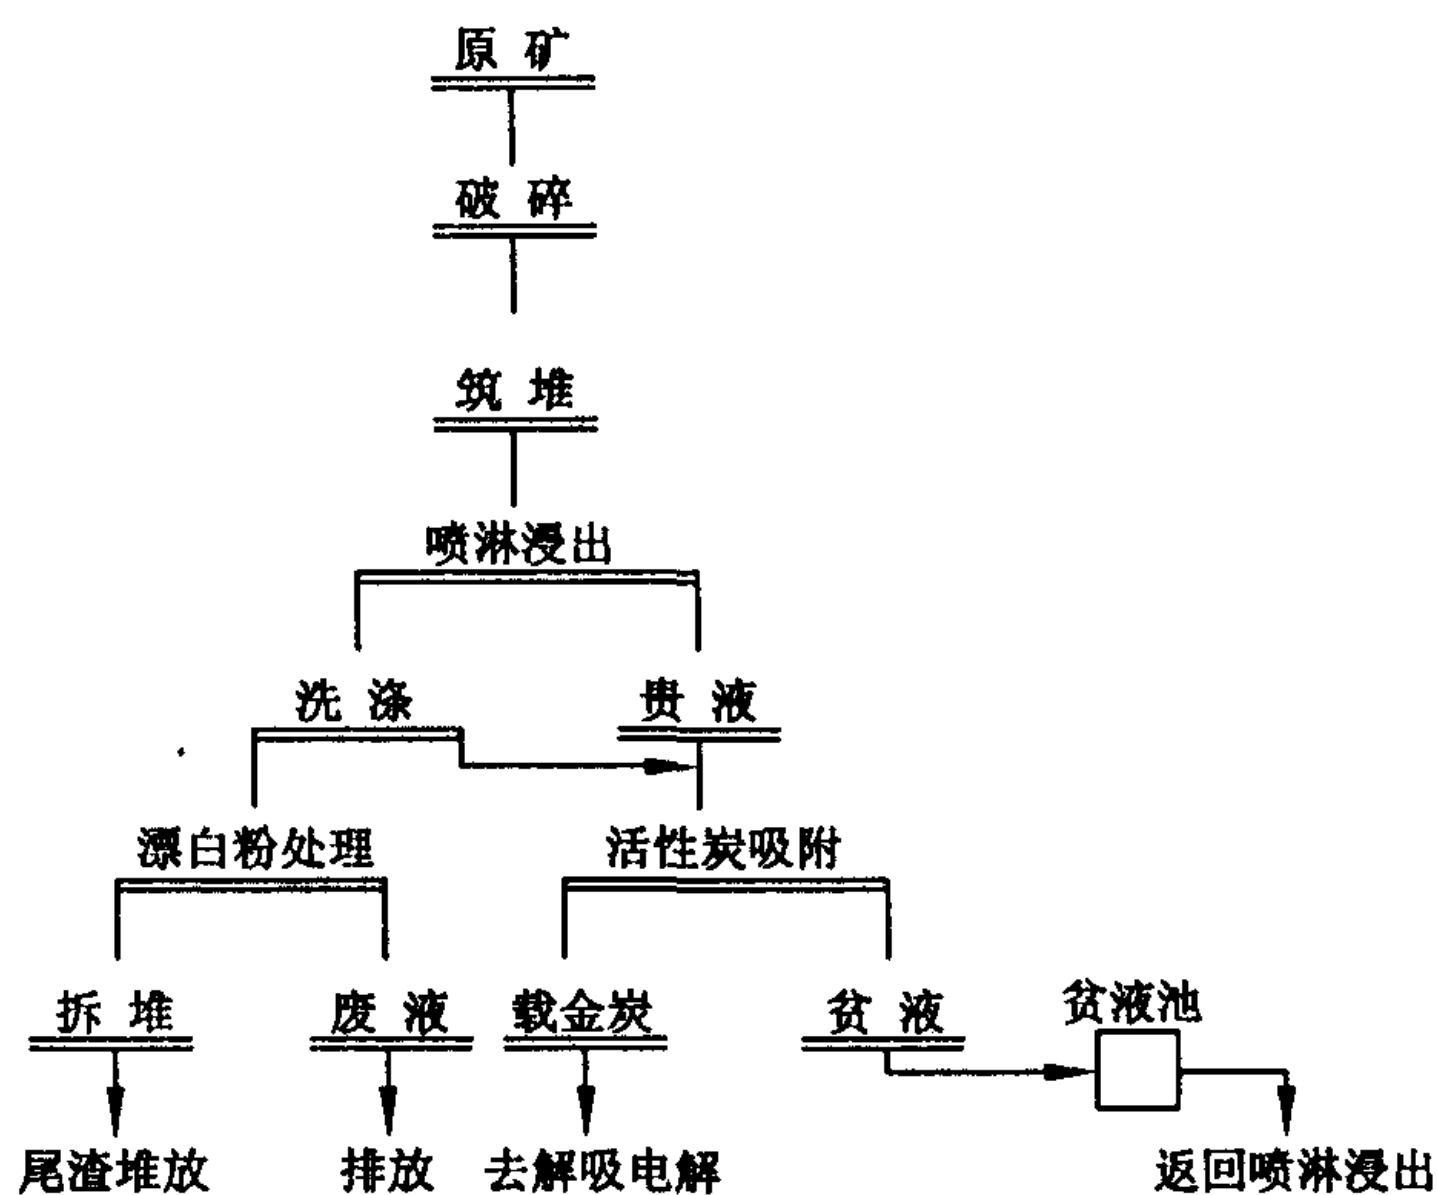 原矿
破碎
筑堆
喷淋浸出
洗涤
贵液
漂白粉处理
活性炭吸附
拆堆
废液
载金炭
贫液
贫液池
尾渣堆放
排放
去解吸电解
返回喷淋浸出